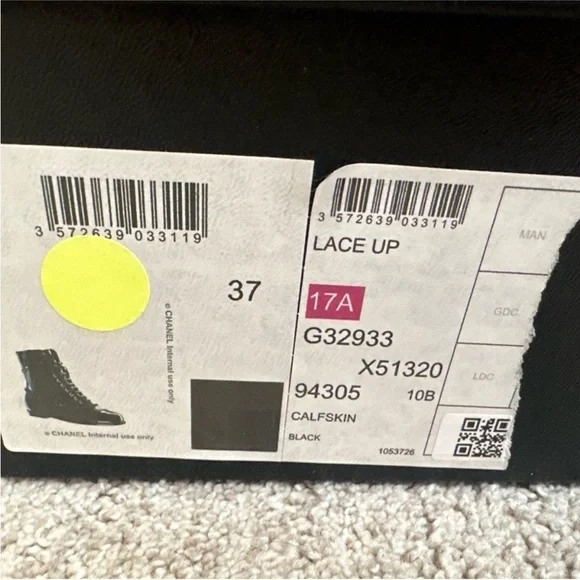 3 572639 033119
37
© CHANEL Internal use only
© CHANEL Internal use only
3 572639 033119
LACE UP
17A
G32933
X51320
94305 10B
CALFSKIN
BLACK
1053726
MAN
GDC
LDC